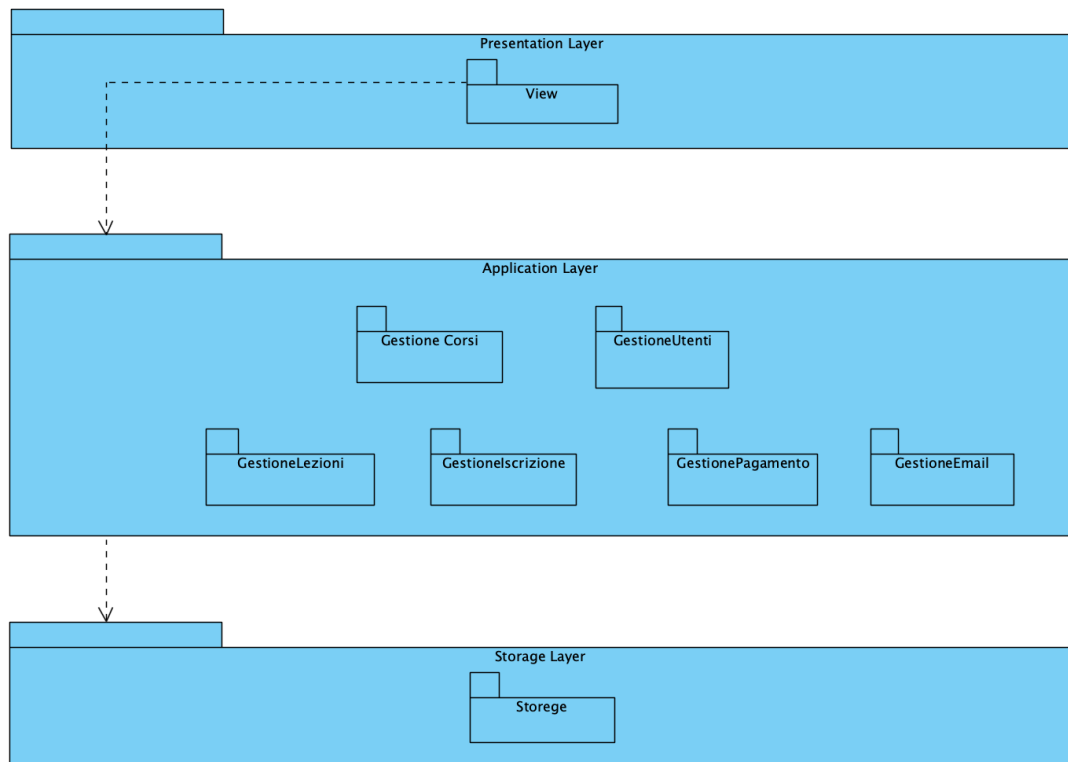 Presentation Layer
View
Application Layer
Gestione Corsi
GestioneUtenti
GestioneLezioni
GestioneIscrizione
GestionePagamento
GestioneEmail
Storage Layer
Storege